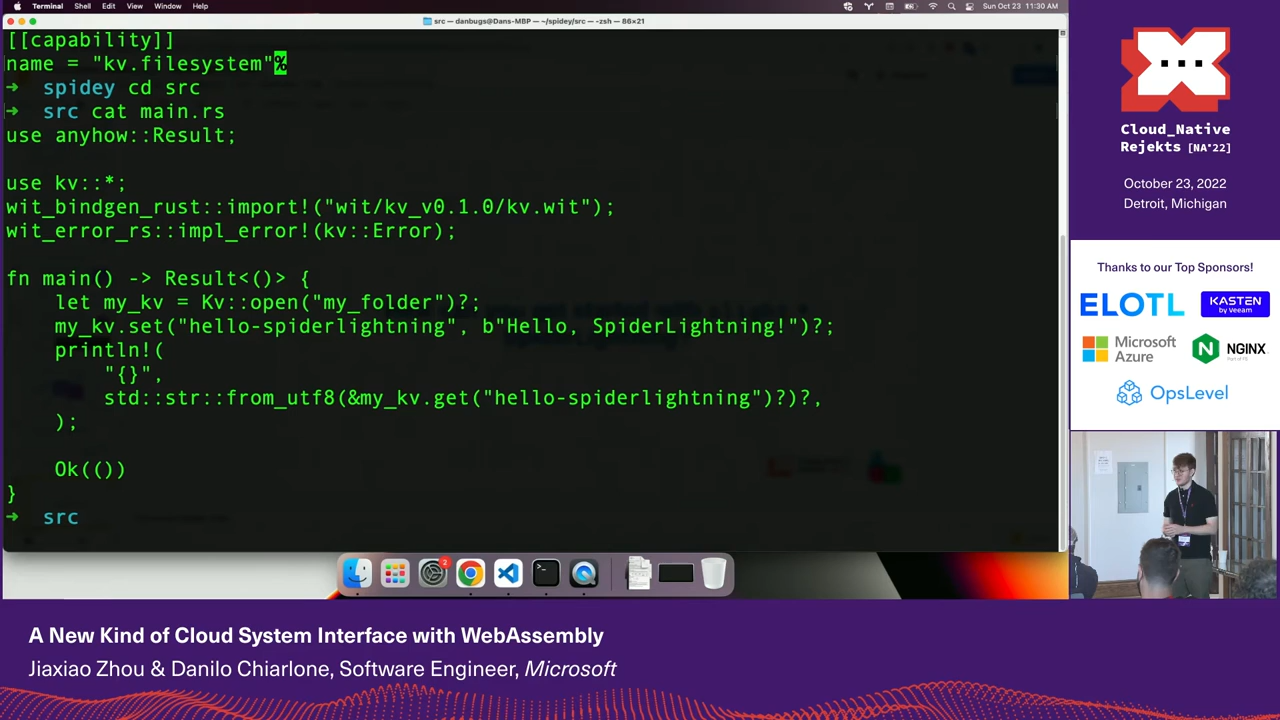 Terminal Shell Edit View Window Help
Sun Oct 23 11:30 AM
src — danbugs@Dans-MBP — ~/spidey/src — -zsh — 86×21
[[capability]]
name = "kv.filesystem"%
➜ spidey cd src
➜ src cat main.rs
use anyhow::Result;
use kv::*;
wit_bindgen_rust::import!("wit/kv_v0.1.0/kv.wit");
wit_error_rs::impl_error!(kv::Error);
fn main() -> Result<()> {
    let my_kv = Kv::open("my_folder")?;
    my_kv.set("hello-spiderlightning", b"Hello, SpiderLightning!")?;
    println!(
        "{}",
        std::str::from_utf8(&my_kv.get("hello-spiderlightning")?)?,
    );
    Ok(())
}
➜ src
2
Cloud_Native
Rejekts [NA'22]
October 23, 2022
Detroit, Michigan
Thanks to our Top Sponsors!
ELOTL
KASTEN
by Veeam
Microsoft
Azure
NGINX
Part of F5
OpsLevel
A New Kind of Cloud System Interface with WebAssembly
Jiaxiao Zhou & Danilo Chiarlone, Software Engineer, Microsoft